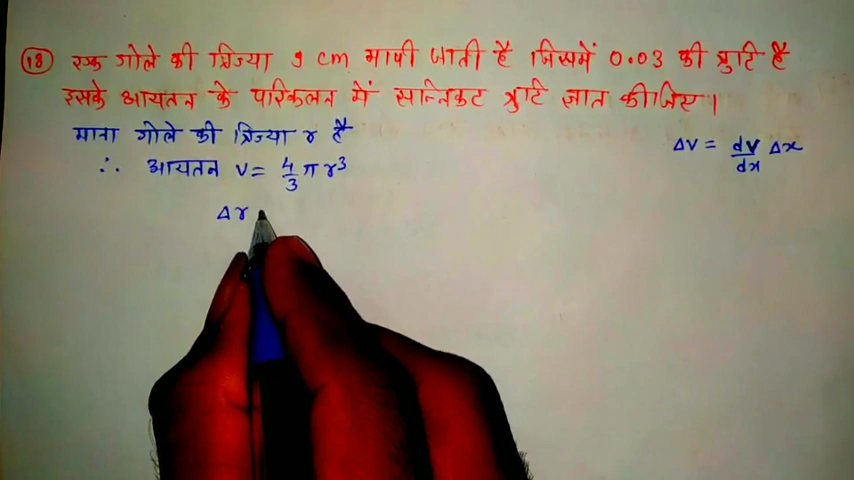 (18) एक गोले की त्रिज्या 9 cm मापी जाती है जिसमें 0.03 की त्रुटि है
इसके आयतन के परिकलन में सान्निकट त्रुटि ज्ञात कीजिए।
माना गोले की त्रिज्या r है
∴ आयतन v = 4/3 π r³
Δv = dv/dx Δx
Δr